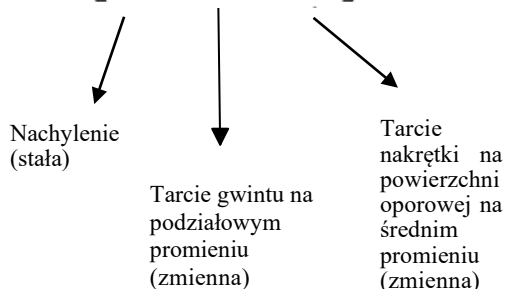 Nachylenie
(stała)
Tarcie gwintu na
podziałowym
promieniu
(zmienna)
Tarcie
nakrętki na
powierzchni
oporowej na
średnim
promieniu
(zmienna)